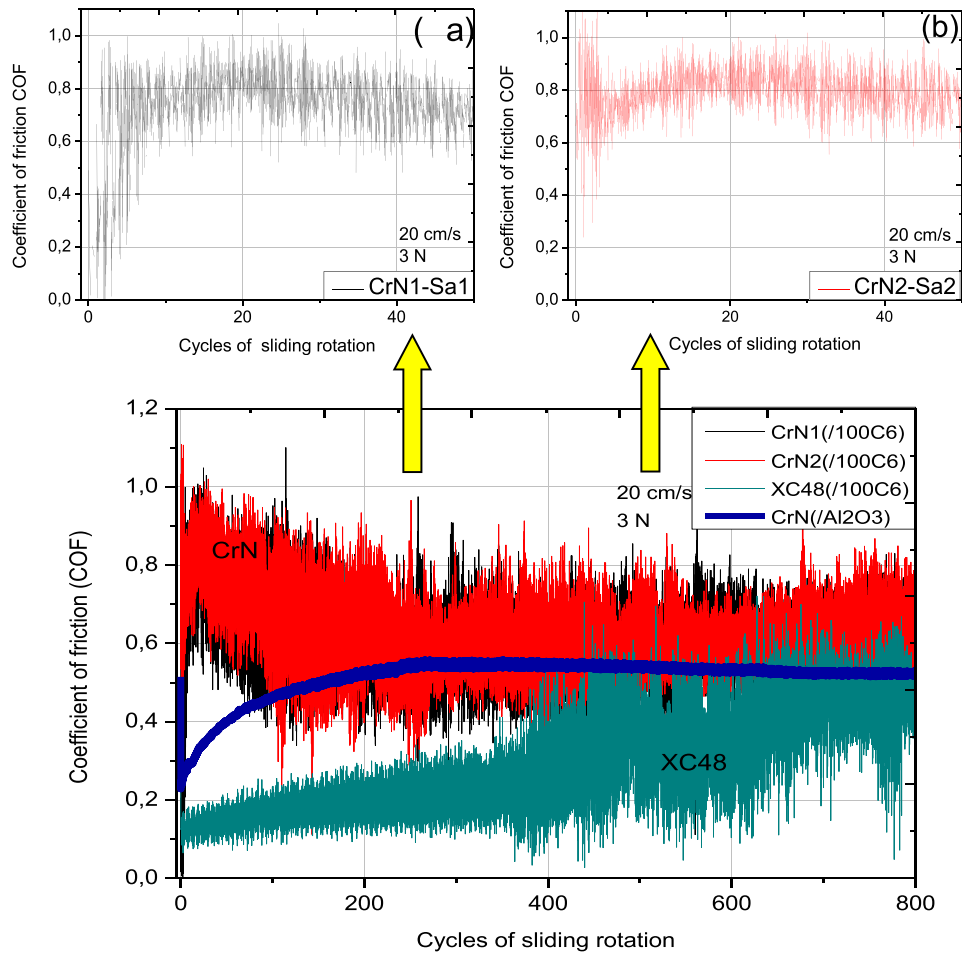 ( a)
1,0
0,8
0,6
0,4
0,2
0,0
Coefficient of friction COF
20 cm/s
3 N
CrN1-Sa1
0
20
40
Cycles of sliding rotation
(b)
1,0
0,8
0,6
0,4
0,2
0,0
Coefficient of friction COF
20 cm/s
3 N
CrN2-Sa2
0
20
40
Cycles of sliding rotation
1,2
1,0
0,8
0,6
0,4
0,2
0,0
Coefficient of friction (COF)
CrN1(/100C6)
CrN2(/100C6)
XC48(/100C6)
CrN(/Al2O3)
20 cm/s
3 N
CrN
XC48
0
200
400
600
800
Cycles of sliding rotation